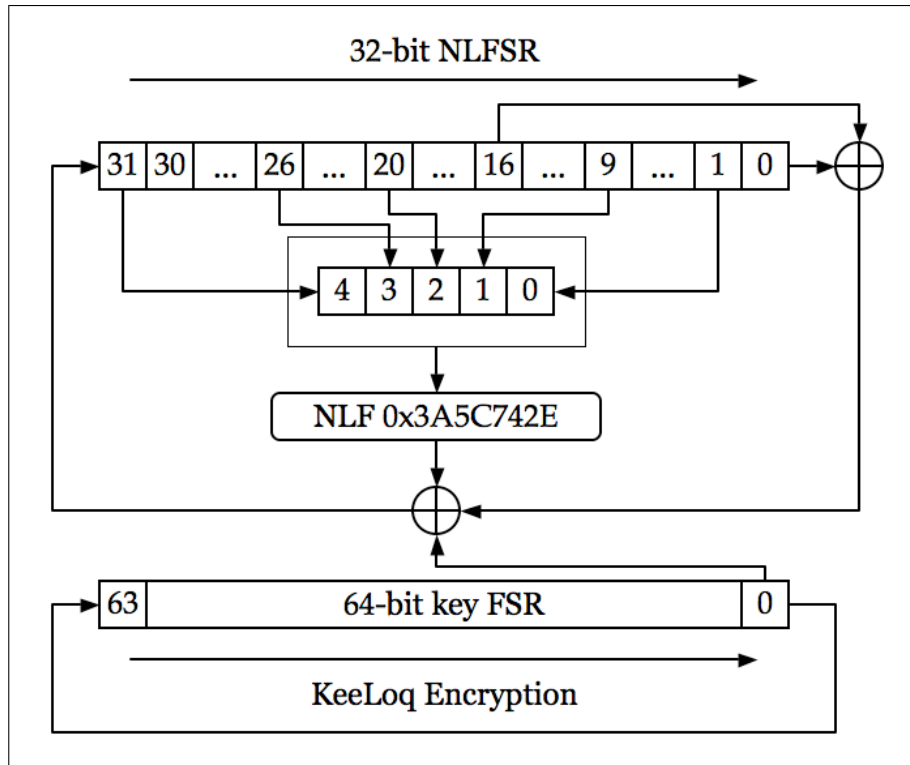 32-bit NLFSR
31 30 ... 26 ... 20 ... 16 ... 9 ... 1 0
4 3 2 1 0
NLF 0x3A5C742E
63 64-bit key FSR 0
KeeLoq Encryption